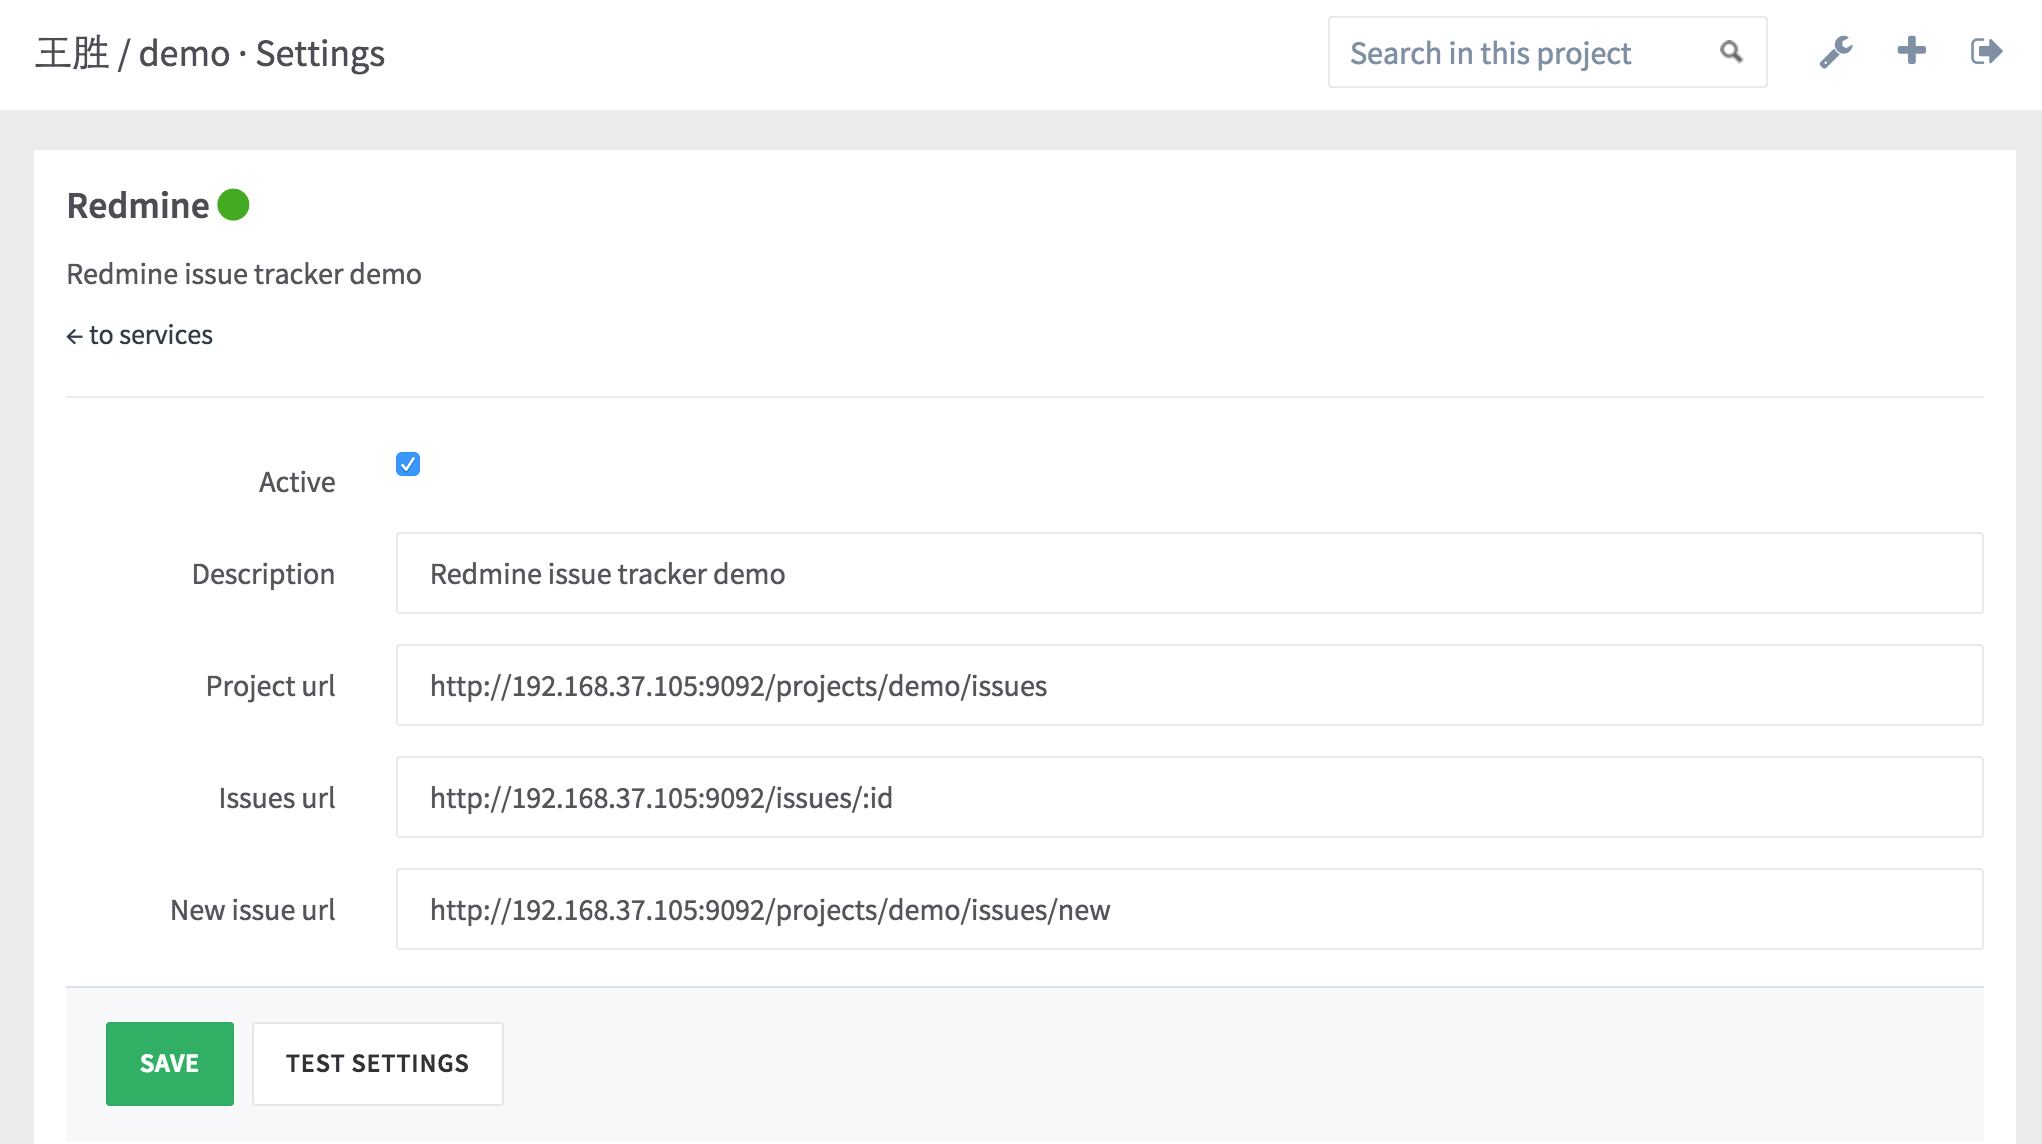 王胜 / demo · Settings
Search in this project
Redmine
Redmine issue tracker demo
← to services
Active
Description
Redmine issue tracker demo
Project url
http://192.168.37.105:9092/projects/demo/issues
Issues url
http://192.168.37.105:9092/issues/:id
New issue url
http://192.168.37.105:9092/projects/demo/issues/new
SAVE
TEST SETTINGS